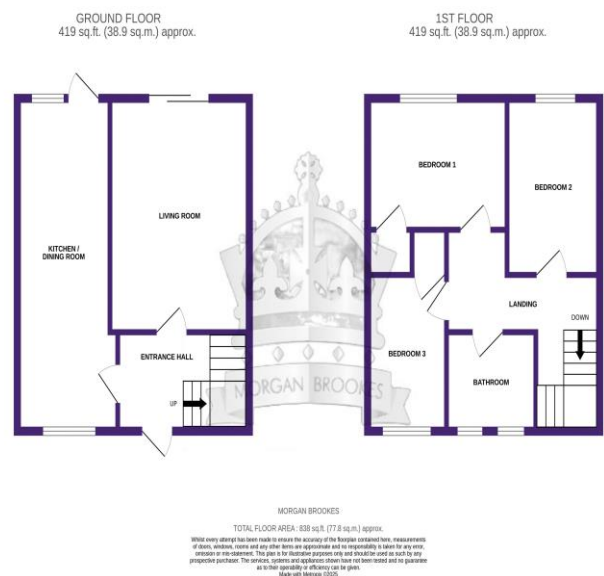 GROUND FLOOR
419 sq.ft. (38.9 sq.m.) approx.
1ST FLOOR
419 sq.ft. (38.9 sq.m.) approx.
KITCHEN /
DINING ROOM
LIVING ROOM
ENTRANCE HALL
UP
BEDROOM 1
BEDROOM 2
BEDROOM 3
LANDING
DOWN
BATHROOM
MORGAN BROOKES
MORGAN BROOKES
TOTAL FLOOR AREA : 838 sq.ft. (77.8 sq.m.) approx.
Whilst every attempt has been made to ensure the accuracy of the floorplan contained here, measurements
of doors, windows, rooms and any other items are approximate and no responsibility is taken for any error,
omission or mis-statement. This plan is for illustrative purposes only and should be used as such by any
prospective purchaser. The services, systems and appliances shown have not been tested and no guarantee
as to their operability or efficiency can be given.
Made with Metropix ©2025